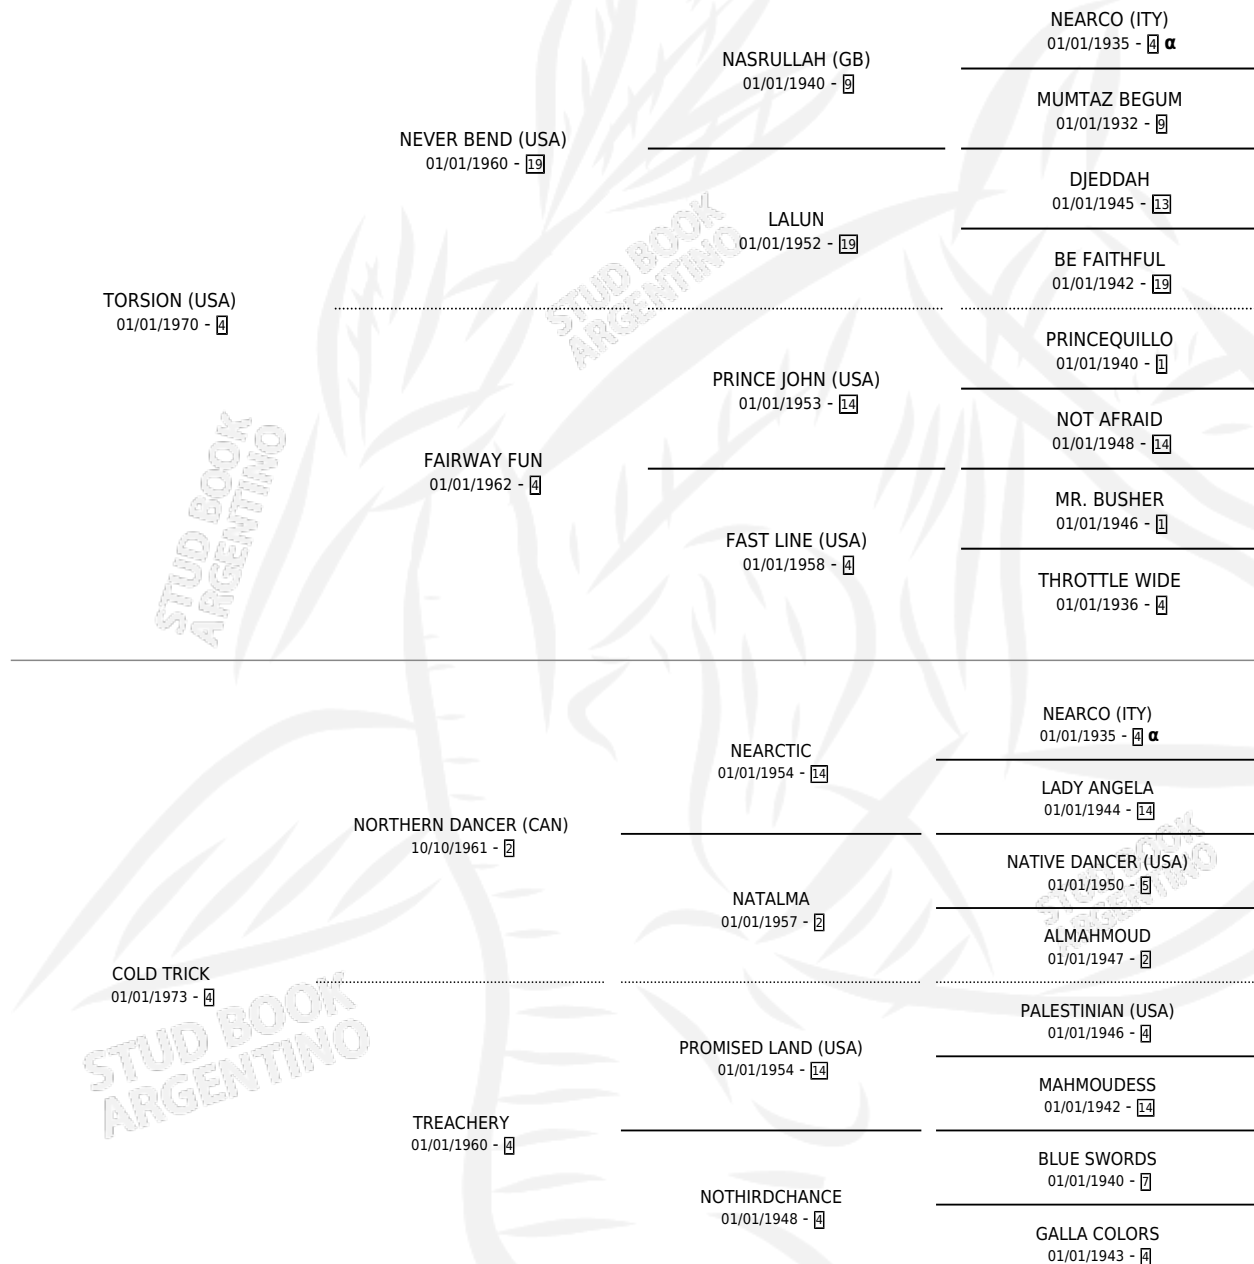 NEARCO (ITY)
01/01/1935 - 4 α
NASRULLAH (GB)
01/01/1940 - 9
MUMTAZ BEGUM
01/01/1932 - 9
NEVER BEND (USA)
01/01/1960 - 19
DJEDDAH
01/01/1945 - 13
LALUN
01/01/1952 - 19
BE FAITHFUL
01/01/1942 - 19
TORSION (USA)
01/01/1970 - 4
PRINCEQUILLO
01/01/1940 - 1
PRINCE JOHN (USA)
01/01/1953 - 14
NOT AFRAID
01/01/1948 - 14
FAIRWAY FUN
01/01/1962 - 4
MR. BUSHER
01/01/1946 - 1
FAST LINE (USA)
01/01/1958 - 4
THROTTLE WIDE
01/01/1936 - 4
STUD BOOK
ARGENTINO
STUD BOOK
ARGENTINO
NEARCO (ITY)
01/01/1935 - 4 α
NEARCTIC
01/01/1954 - 14
LADY ANGELA
01/01/1944 - 14
NORTHERN DANCER (CAN)
10/10/1961 - 2
NATIVE DANCER (USA)
01/01/1950 - 5
NATALMA
01/01/1957 - 2
ALMAHMOUD
01/01/1947 - 2
COLD TRICK
01/01/1973 - 4
PALESTINIAN (USA)
01/01/1946 - 4
PROMISED LAND (USA)
01/01/1954 - 14
MAHMOUDESS
01/01/1942 - 14
TREACHERY
01/01/1960 - 4
BLUE SWORDS
01/01/1940 - 7
NOTHIRDCHANCE
01/01/1948 - 4
GALLA COLORS
01/01/1943 - 4
STUD BOOK
ARGENTINO
STUD BOOK
ARGENTINO